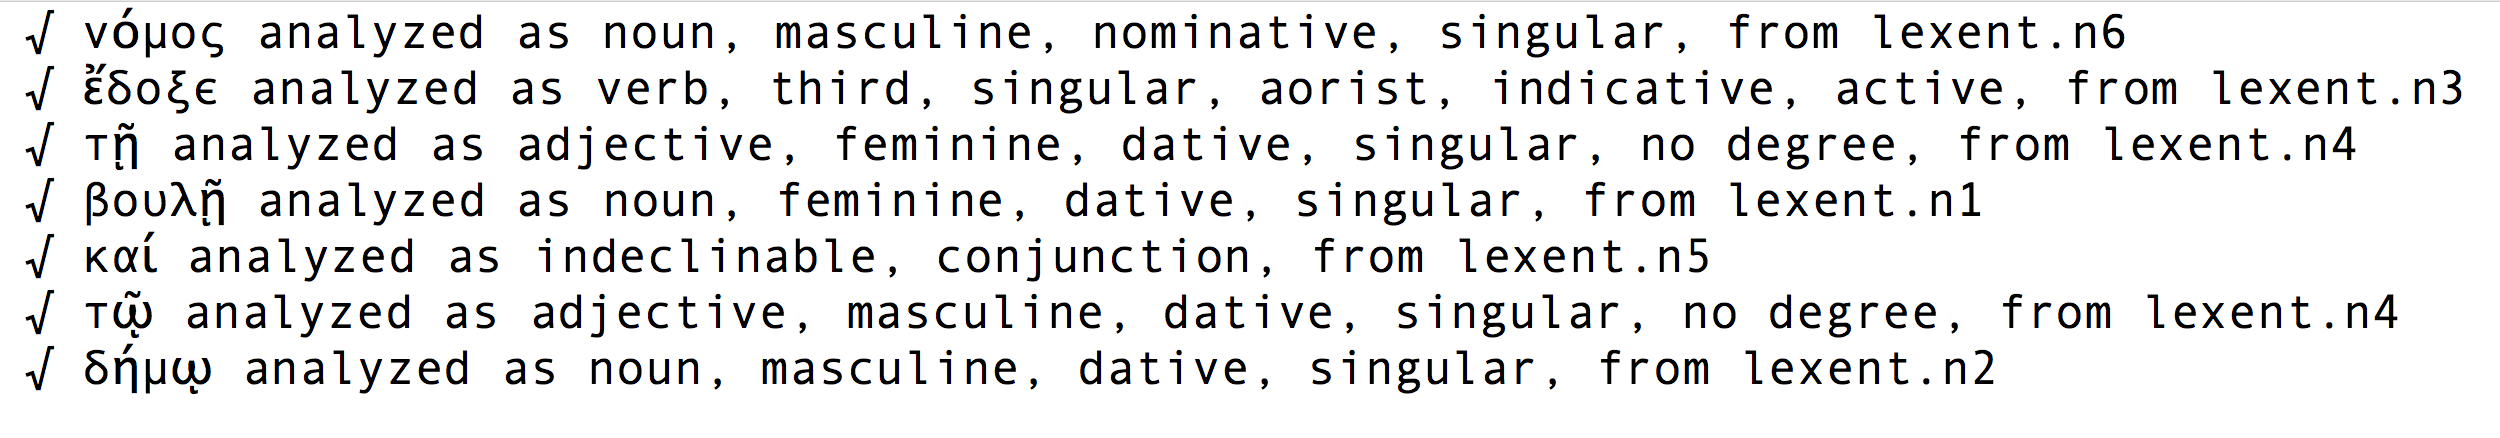 √ νόμος analyzed as noun, masculine, nominative, singular, from lexent.n6
√ ἔδοξε analyzed as verb, third, singular, aorist, indicative, active, from lexent.n3
√ τῇ analyzed as adjective, feminine, dative, singular, no degree, from lexent.n4
√ βουλῇ analyzed as noun, feminine, dative, singular, from lexent.n1
√ καί analyzed as indeclinable, conjunction, from lexent.n5
√ τῷ analyzed as adjective, masculine, dative, singular, no degree, from lexent.n4
√ δήμῳ analyzed as noun, masculine, dative, singular, from lexent.n2